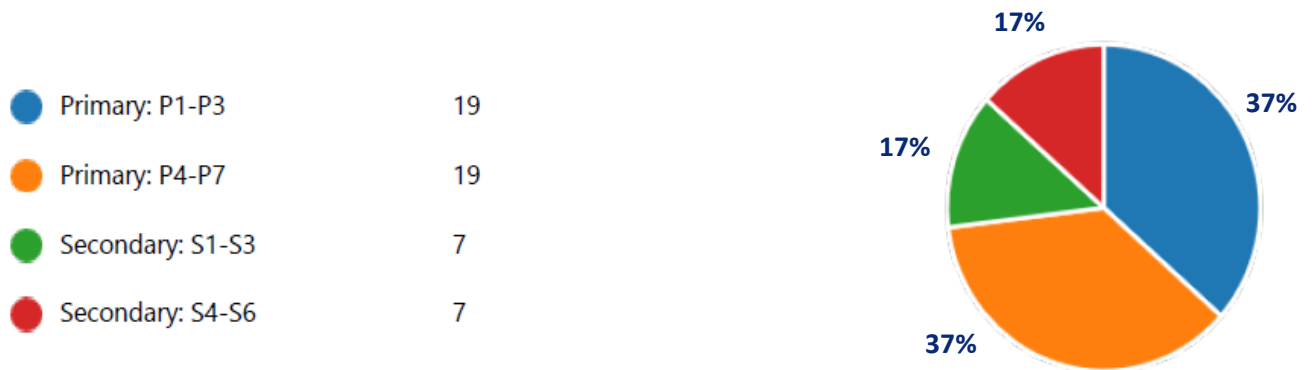 Primary: P1-P3 19
Primary: P4-P7 19
Secondary: S1-S3 7
Secondary: S4-S6 7
17%
37%
17%
37%